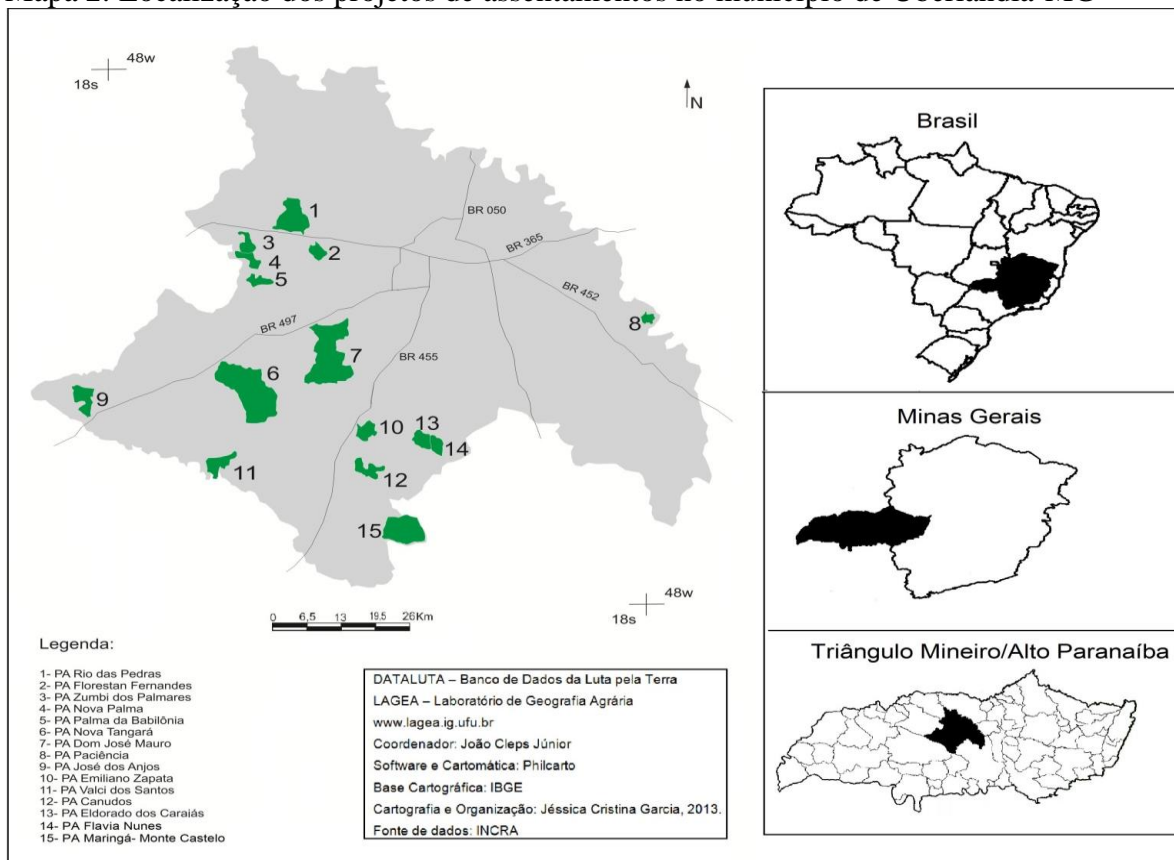 Mapa 2: Localização dos projetos de assentamentos no município de Uberlândia-MG
48w
18s
N
BR 050
BR 365
BR 452
BR 497
BR 455
1
2
3
4
5
6
7
8
9
10
11
12
13
14
15
48w
18s
0 6,5 13 19,5 26Km
Legenda:
1- PA Rio das Pedras
2- PA Florestan Fernandes
3- PA Zumbi dos Palmares
4- PA Nova Palma
5- PA Palma da Babilônia
6- PA Nova Tangará
7- PA Dom José Mauro
8- PA Paciência
9- PA José dos Anjos
10- PA Emiliano Zapata
11- PA Valci dos Santos
12- PA Canudos
13- PA Eldorado dos Caraiás
14- PA Flavia Nunes
15- PA Maringá- Monte Castelo
DATALUTA – Banco de Dados da Luta pela Terra
LAGEA – Laboratório de Geografia Agrária
www.lagea.ig.ufu.br
Coordenador: João Cleps Júnior
Software e Cartomática: Philcarto
Base Cartográfica: IBGE
Cartografia e Organização: Jéssica Cristina Garcia, 2013.
Fonte de dados: INCRA
Brasil
Minas Gerais
Triângulo Mineiro/Alto Paranaíba